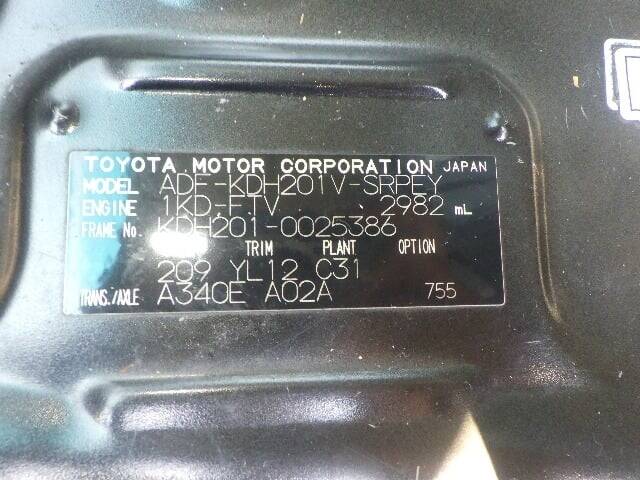 TOYOTA MOTOR CORPORATION JAPAN
MODEL ADF-KDH201V-SRPEY
ENGINE 1KD-FTV 2982 mL
FRAME No. KDH201-0025386
TRIM PLANT OPTION
209 YL12 C31
TRANS./AXLE A340E A02A 755